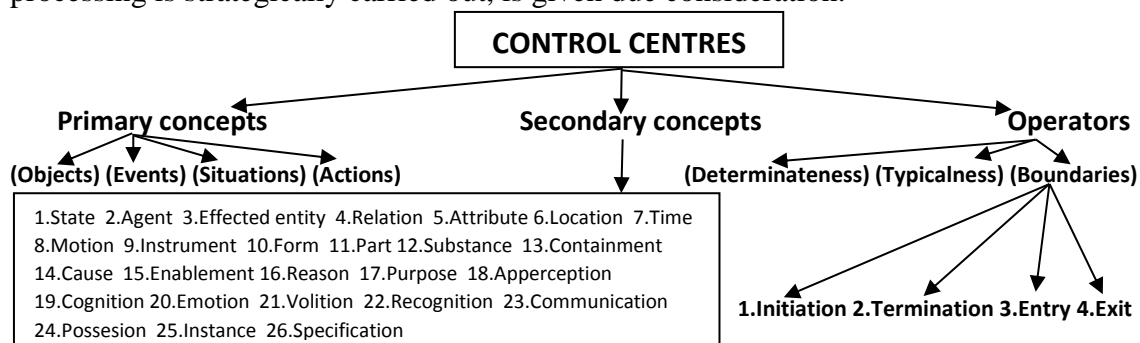 processing is strategically carried out, is given due consideration.
CONTROL CENTRES
Primary concepts Secondary concepts Operators
(Objects) (Events) (Situations) (Actions) (Determinateness) (Typicalness) (Boundaries)
1.State 2.Agent 3.Effected entity 4.Relation 5.Attribute 6.Location 7.Time
8.Motion 9.Instrument 10.Form 11.Part 12.Substance 13.Containment
14.Cause 15.Enablement 16.Reason 17.Purpose 18.Apperception
19.Cognition 20.Emotion 21.Volition 22.Recognition 23.Communication
24.Possesion 25.Instance 26.Specification
1.Initiation 2.Termination 3.Entry 4.Exit